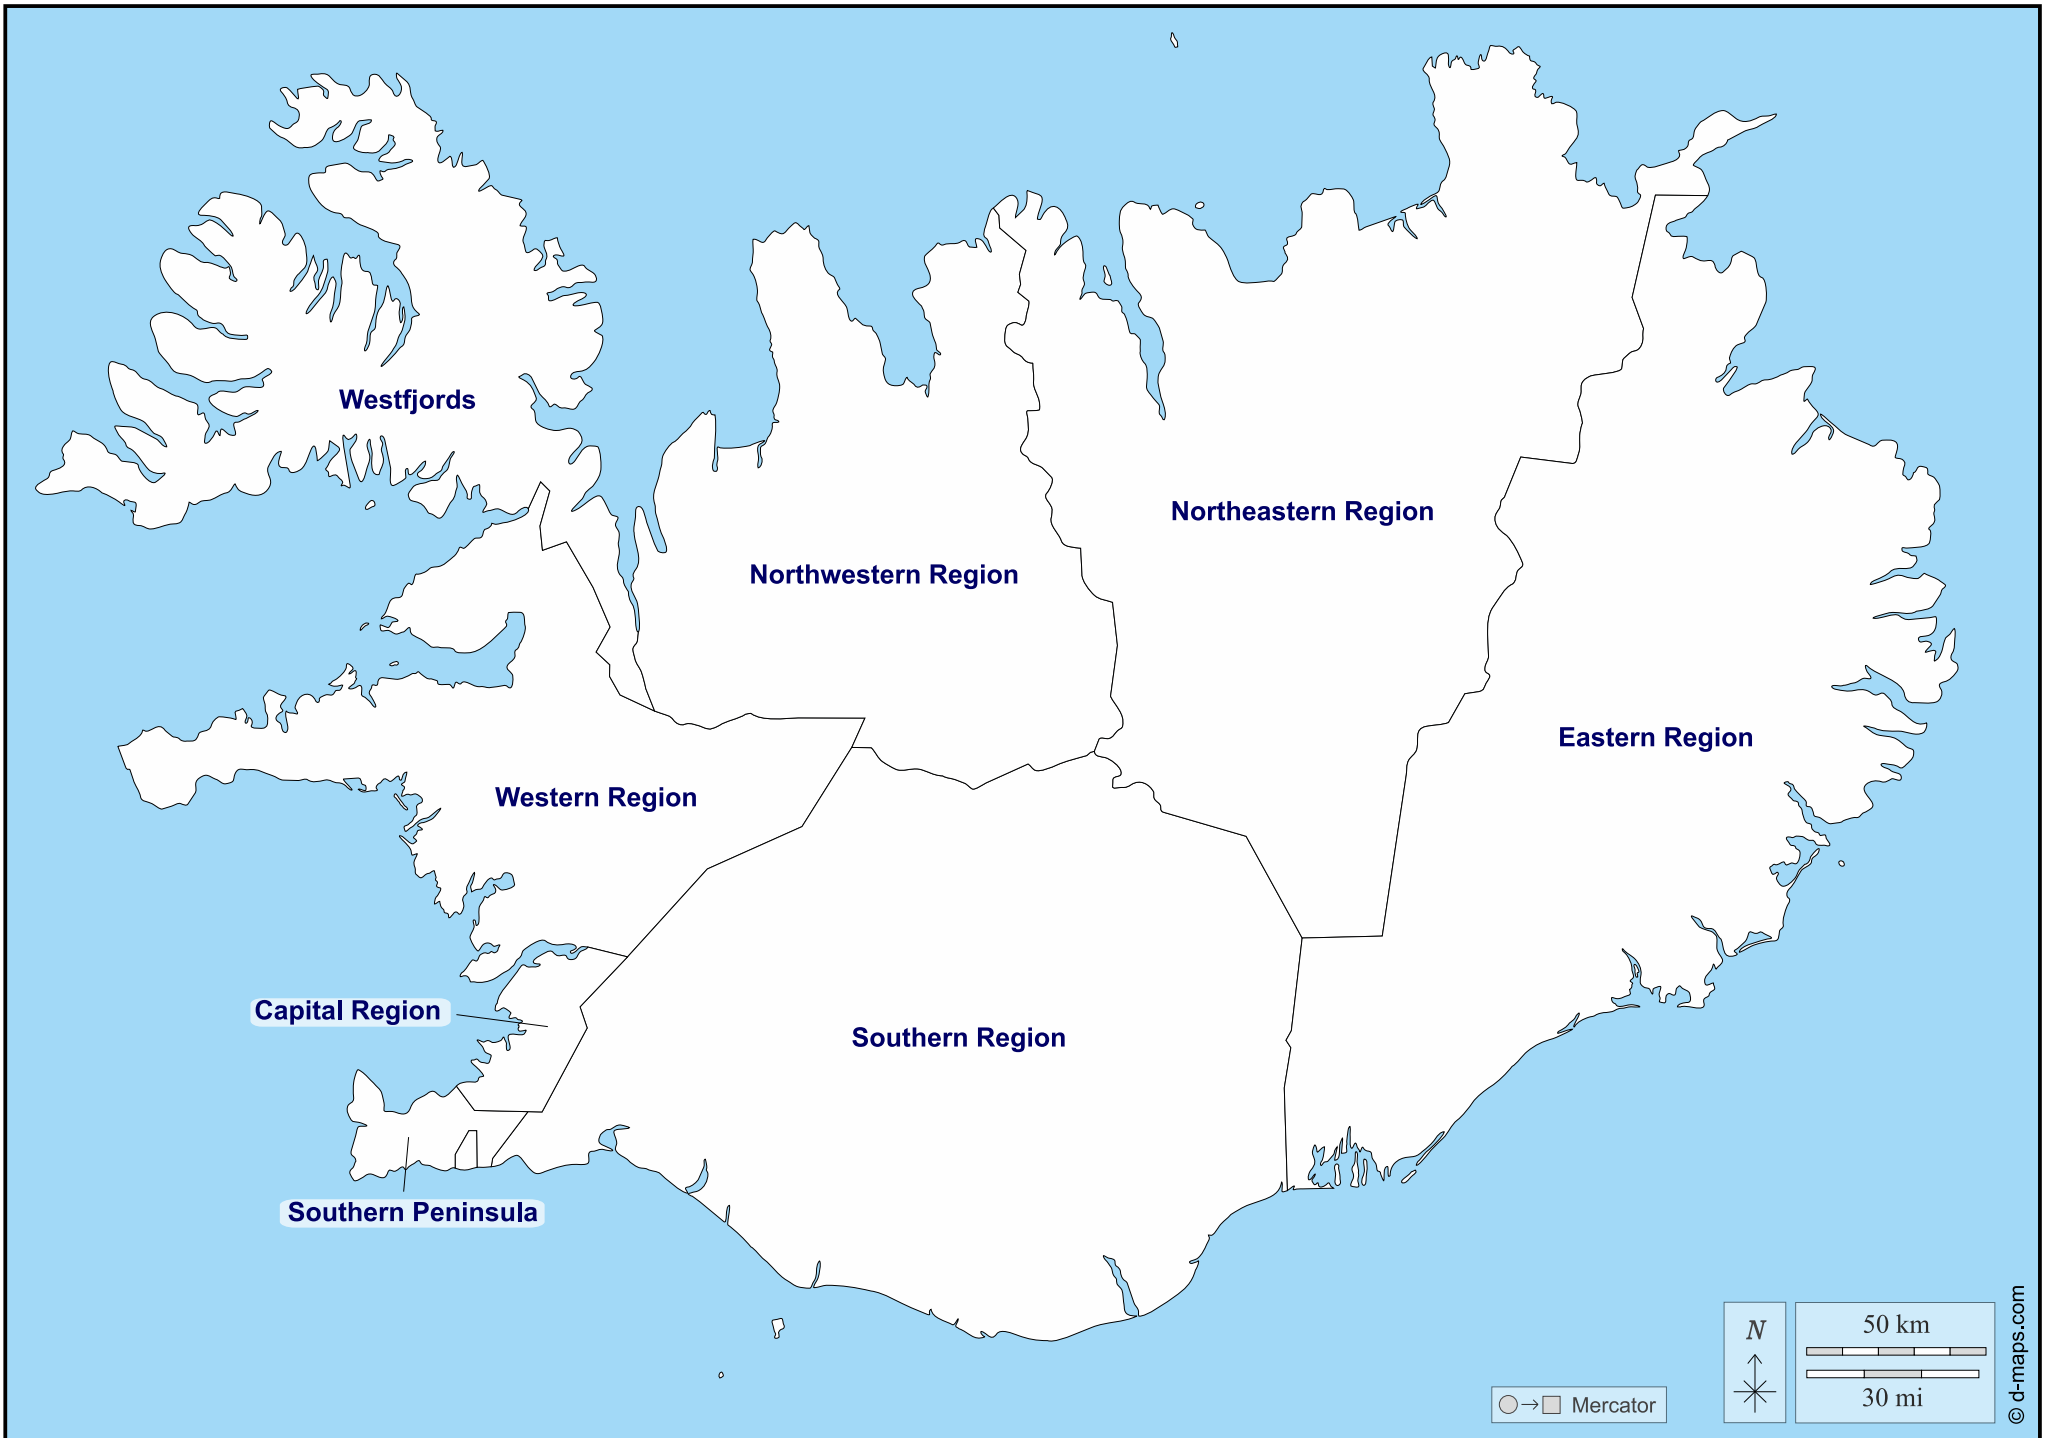 Westfjords
Northeastern Region
Northwestern Region
Eastern Region
Western Region
Capital Region
Southern Region
Southern Peninsula
N
50 km
30 mi
Mercator
© d-maps.com